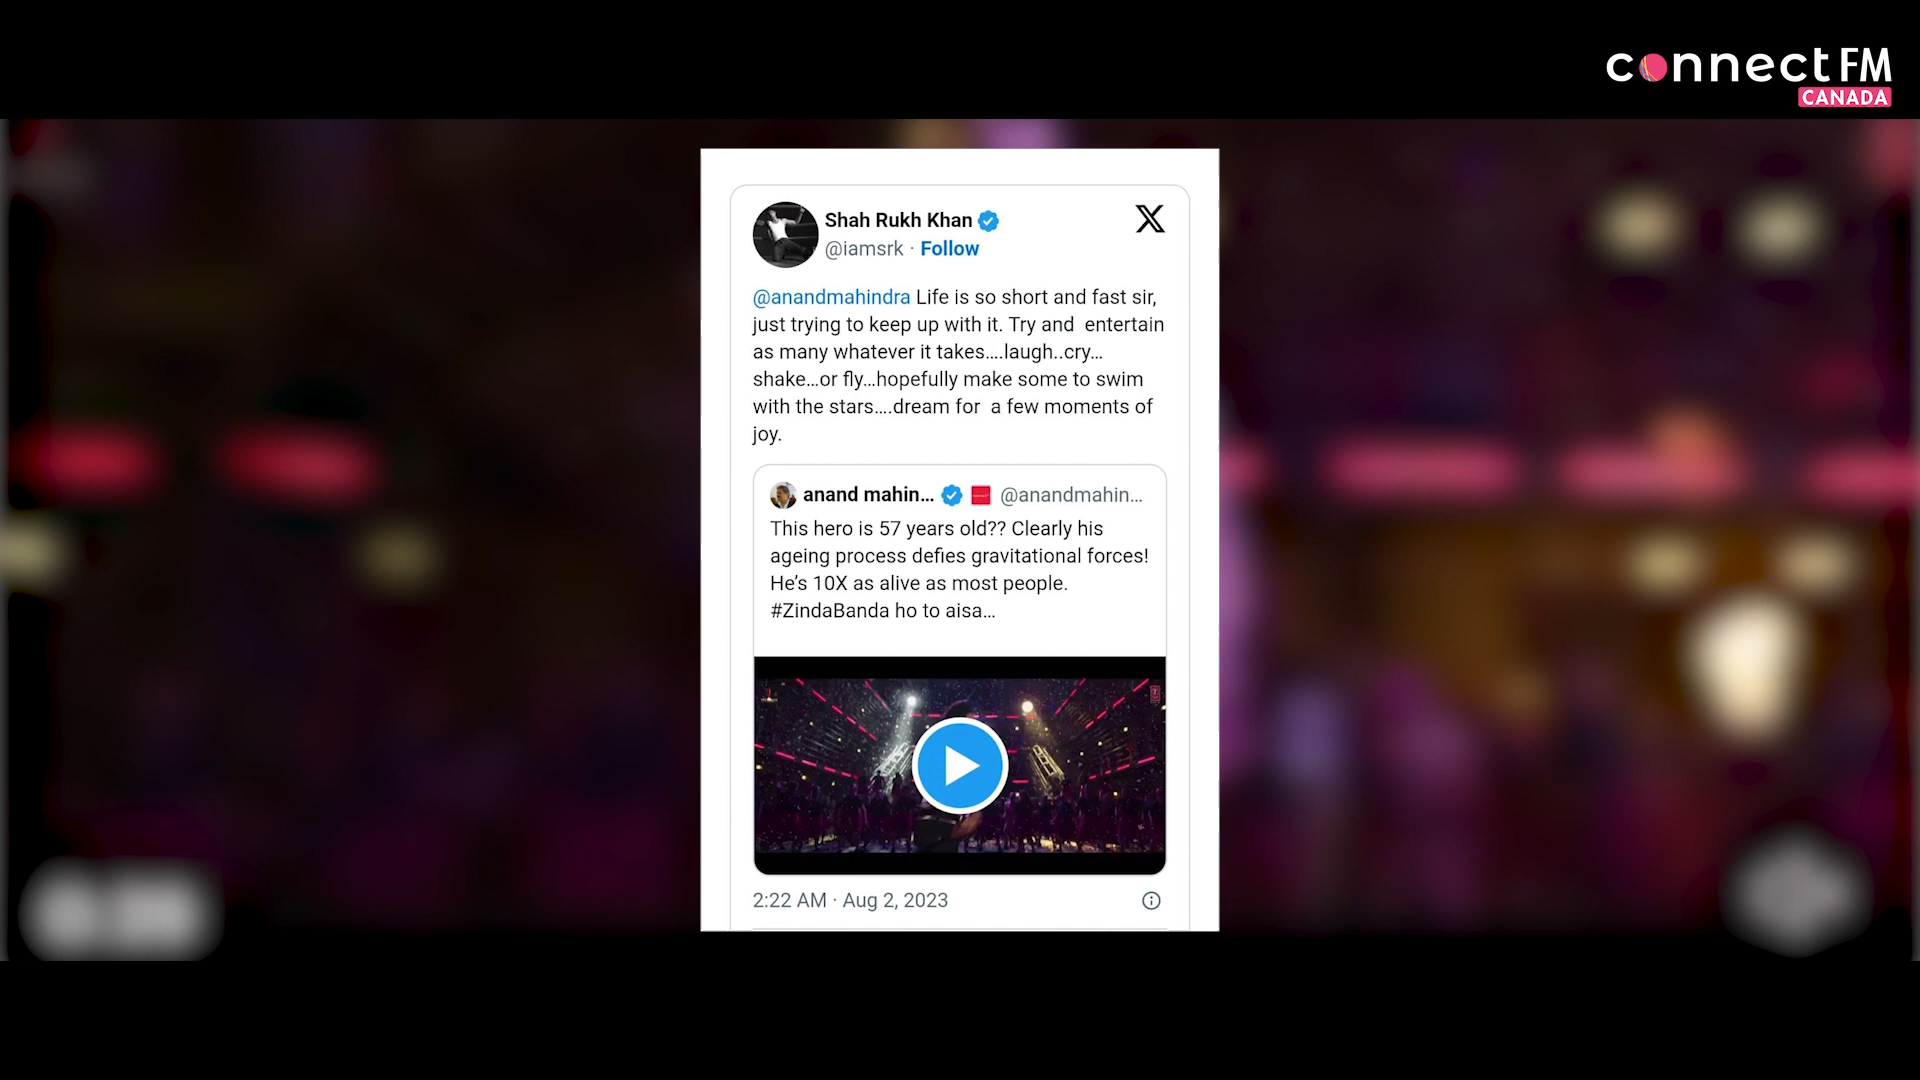 connectFM
CANADA
Shah Rukh Khan
@iamsrk · Follow
@anandmahindra Life is so short and fast sir,
just trying to keep up with it. Try and  entertain
as many whatever it takes....laugh..cry...
shake...or fly...hopefully make some to swim
with the stars....dream for  a few moments of
joy.
anand mahin... @anandmahin...
This hero is 57 years old?? Clearly his
ageing process defies gravitational forces!
He’s 10X as alive as most people.
#ZindaBanda ho to aisa...
2:22 AM · Aug 2, 2023